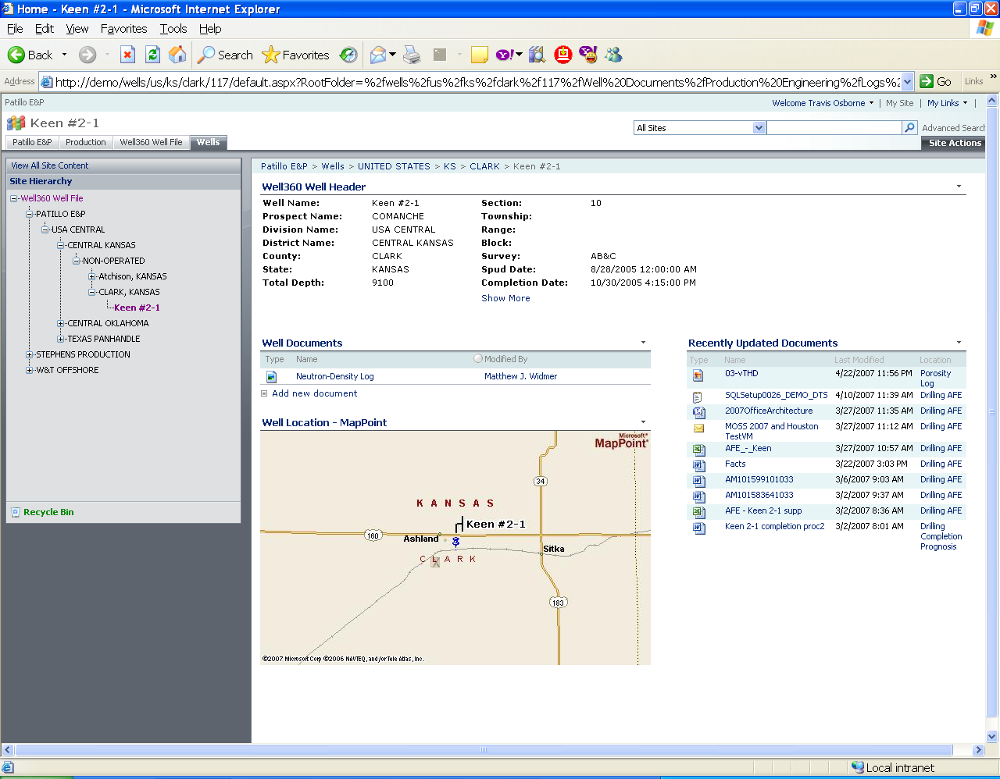 Home - Keen #2-1 - Microsoft Internet Explorer
File Edit View Favorites Tools Help
Back Search Favorites
Address http://demo/wells/us/ks/clark/117/default.aspx?RootFolder=%2fwells%2fus%2fks%2fclark%2f117%2fWell%20Documents%2fProduction%20Engineering%2fLogs% Go Links »
Patillo E&P Welcome Travis Osborne | My Site | My Links |
Keen #2-1
All Sites Advanced Search
Patillo E&P Production Well360 Well File Wells Site Actions
View All Site Content
Site Hierarchy
Well360 Well File
PATILLO E&P
USA CENTRAL
CENTRAL KANSAS
NON-OPERATED
Atchison, KANSAS
CLARK, KANSAS
Keen #2-1
CENTRAL OKLAHOMA
TEXAS PANHANDLE
STEPHENS PRODUCTION
W&T OFFSHORE
Recycle Bin
Patillo E&P > Wells > UNITED STATES > KS > CLARK > Keen #2-1
Well360 Well Header
Well Name: Keen #2-1 Section: 10
Prospect Name: COMANCHE Township:
Division Name: USA CENTRAL Range:
District Name: CENTRAL KANSAS Block:
County: CLARK Survey: AB&C
State: KANSAS Spud Date: 8/28/2005 12:00:00 AM
Total Depth: 9100 Completion Date: 10/30/2005 4:15:00 PM
Show More
Well Documents
Type Name Modified By
Neutron-Density Log Matthew J. Widmer
Add new document
Well Location - MapPoint
Microsoft®
MapPoint®
34
KANSAS
Keen #2-1
160
Ashland
Sitka
CLARK
183
©2007 Microsoft Corp ©2006 NAVTEQ, and/or Tele Atlas, Inc.
Recently Updated Documents
Type Name Last Modified Location
03-vTHD 4/22/2007 11:56 PM Porosity
Log
SQLSetup0026_DEMO_DTS 4/10/2007 11:39 AM Drilling AFE
2007OfficeArchitecture 3/27/2007 11:35 AM Drilling AFE
MOSS 2007 and Houston 3/27/2007 11:12 AM Drilling AFE
TestVM
AFE_-_Keen 3/27/2007 10:57 AM Drilling AFE
Facts 3/22/2007 3:03 PM Drilling AFE
AM101599101033 3/6/2007 9:03 AM Drilling AFE
AM101583641033 3/2/2007 9:37 AM Drilling AFE
AFE - Keen 2-1 supp 3/2/2007 8:36 AM Drilling AFE
Keen 2-1 completion proc2 3/2/2007 8:01 AM Drilling
Completion
Prognosis
Local intranet